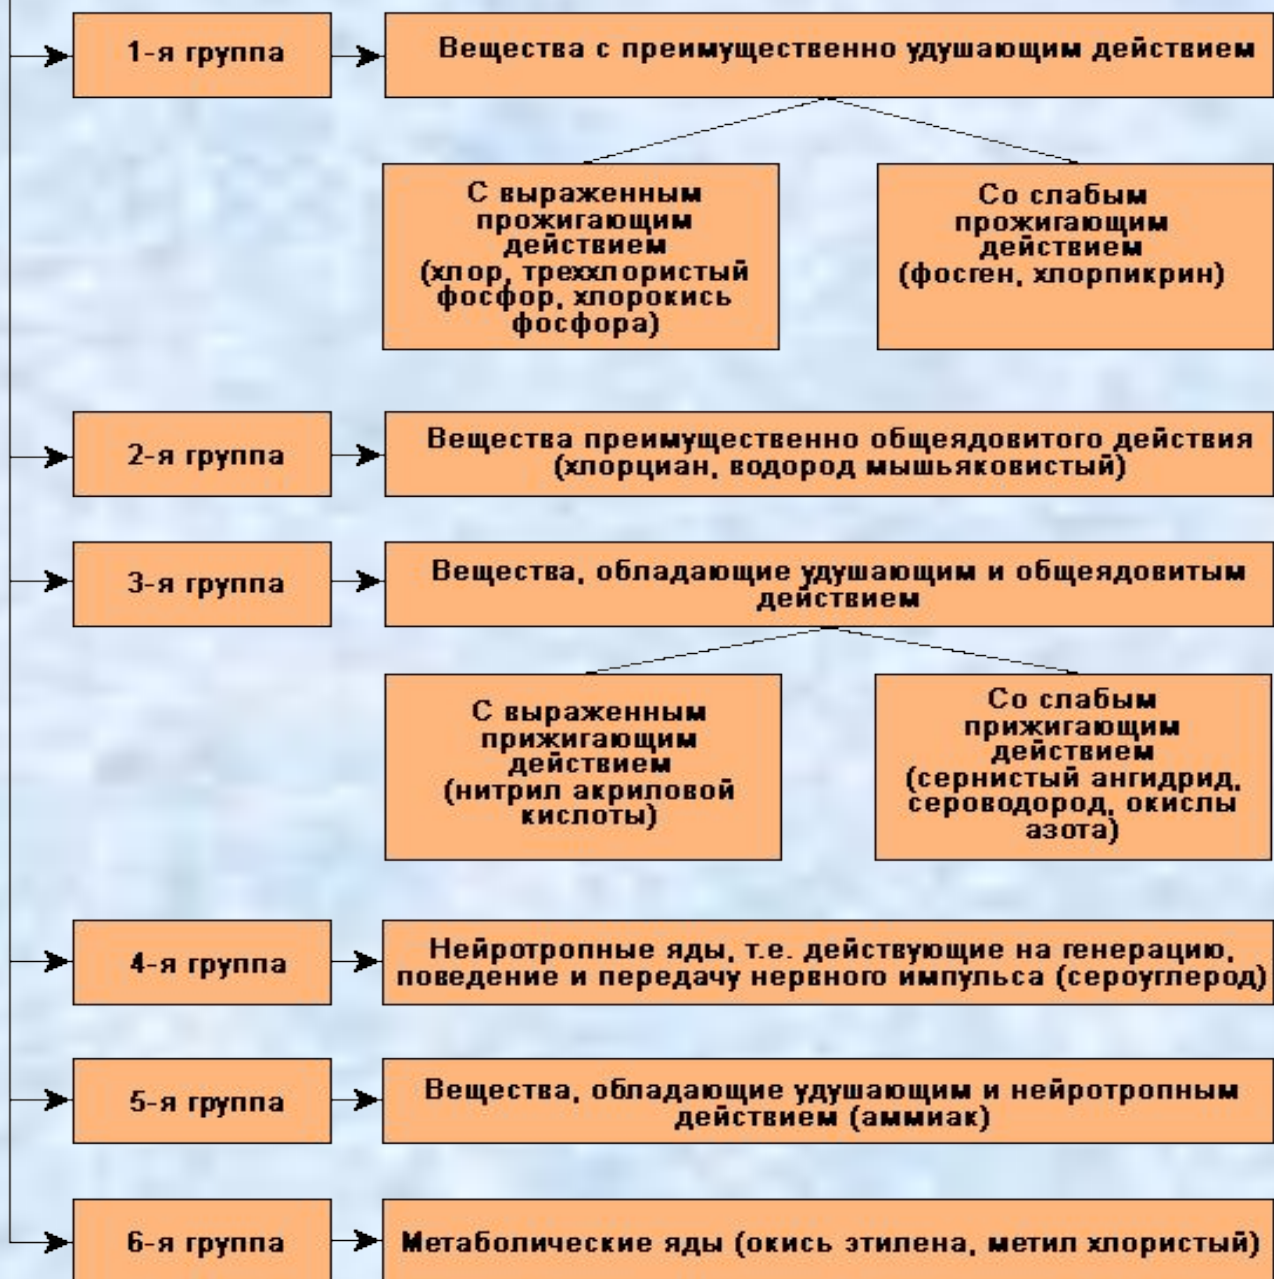 1-я группа
Вещества с преимущественно удушающим действием
С выраженным
прожигающим
действием
(хлор, треххлористый
фосфор, хлорокись
фосфора)
Со слабым
прожигающим
действием
(фосген, хлорпикрин)
2-я группа
Вещества преимущественно общеядовитого действия
(хлорциан, водород мышьяковистый)
3-я группа
Вещества, обладающие удушающим и общеядовитым
действием
С выраженным
прижигающим
действием
(нитрил акриловой
кислоты)
Со слабым
прижигающим
действием
(сернистый ангидрид,
сероводород, окислы
азота)
4-я группа
Нейротропные яды, т.е. действующие на генерацию,
поведение и передачу нервного импульса (сероуглерод)
5-я группа
Вещества, обладающие удушающим и нейротропным
действием (аммиак)
6-я группа
Метаболические яды (окись этилена, метил хлористый)